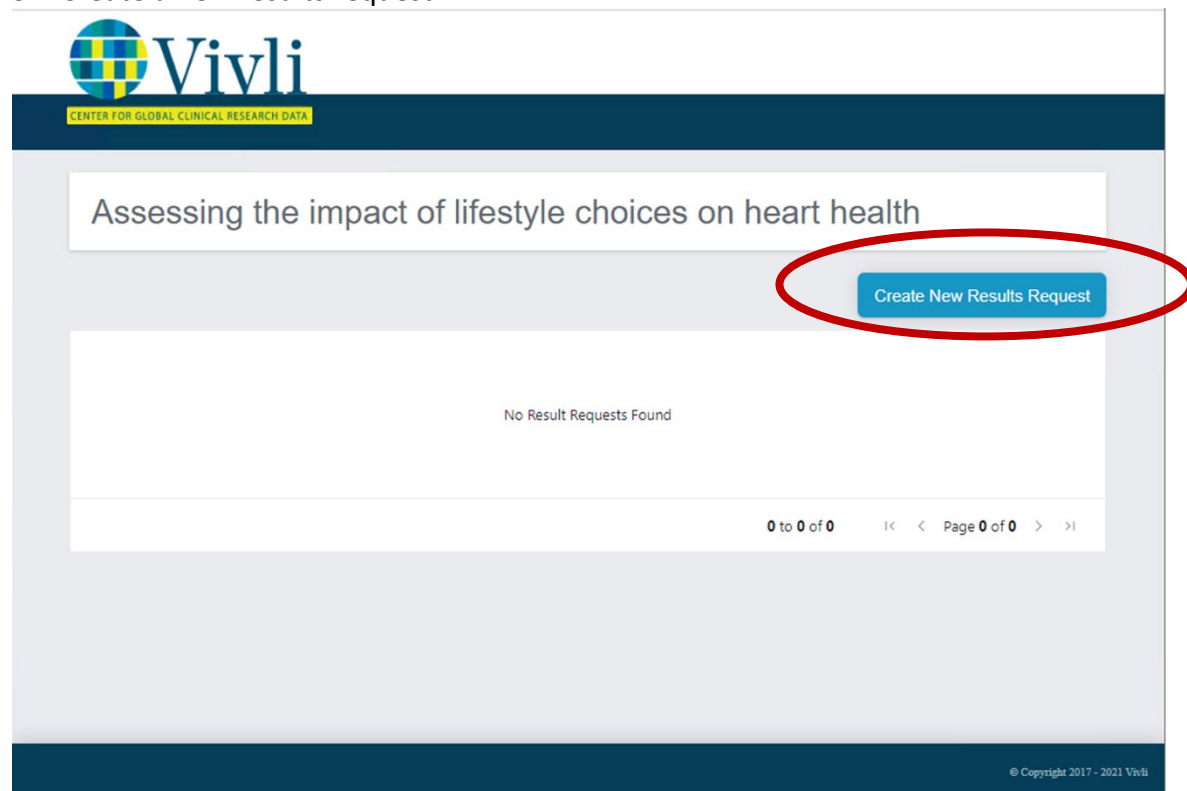 Vivli
CENTER FOR GLOBAL CLINICAL RESEARCH DATA
Assessing the impact of lifestyle choices on heart health
Create New Results Request
No Result Requests Found
0 to 0 of 0 Page 0 of 0
© Copyright 2017 - 2021 Vivli